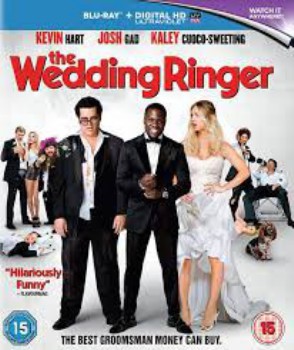 BLU-RAY + DIGITAL HD
ULTRAVIOLET
WATCH IT
ANYWHERE!
KEVIN HART JOSH GAD KALEY CUOCO-SWEETING
the
Wedding Ringer
"Hilariously
Funny"
15
15
THE BEST GROOMSMAN MONEY CAN BUY.